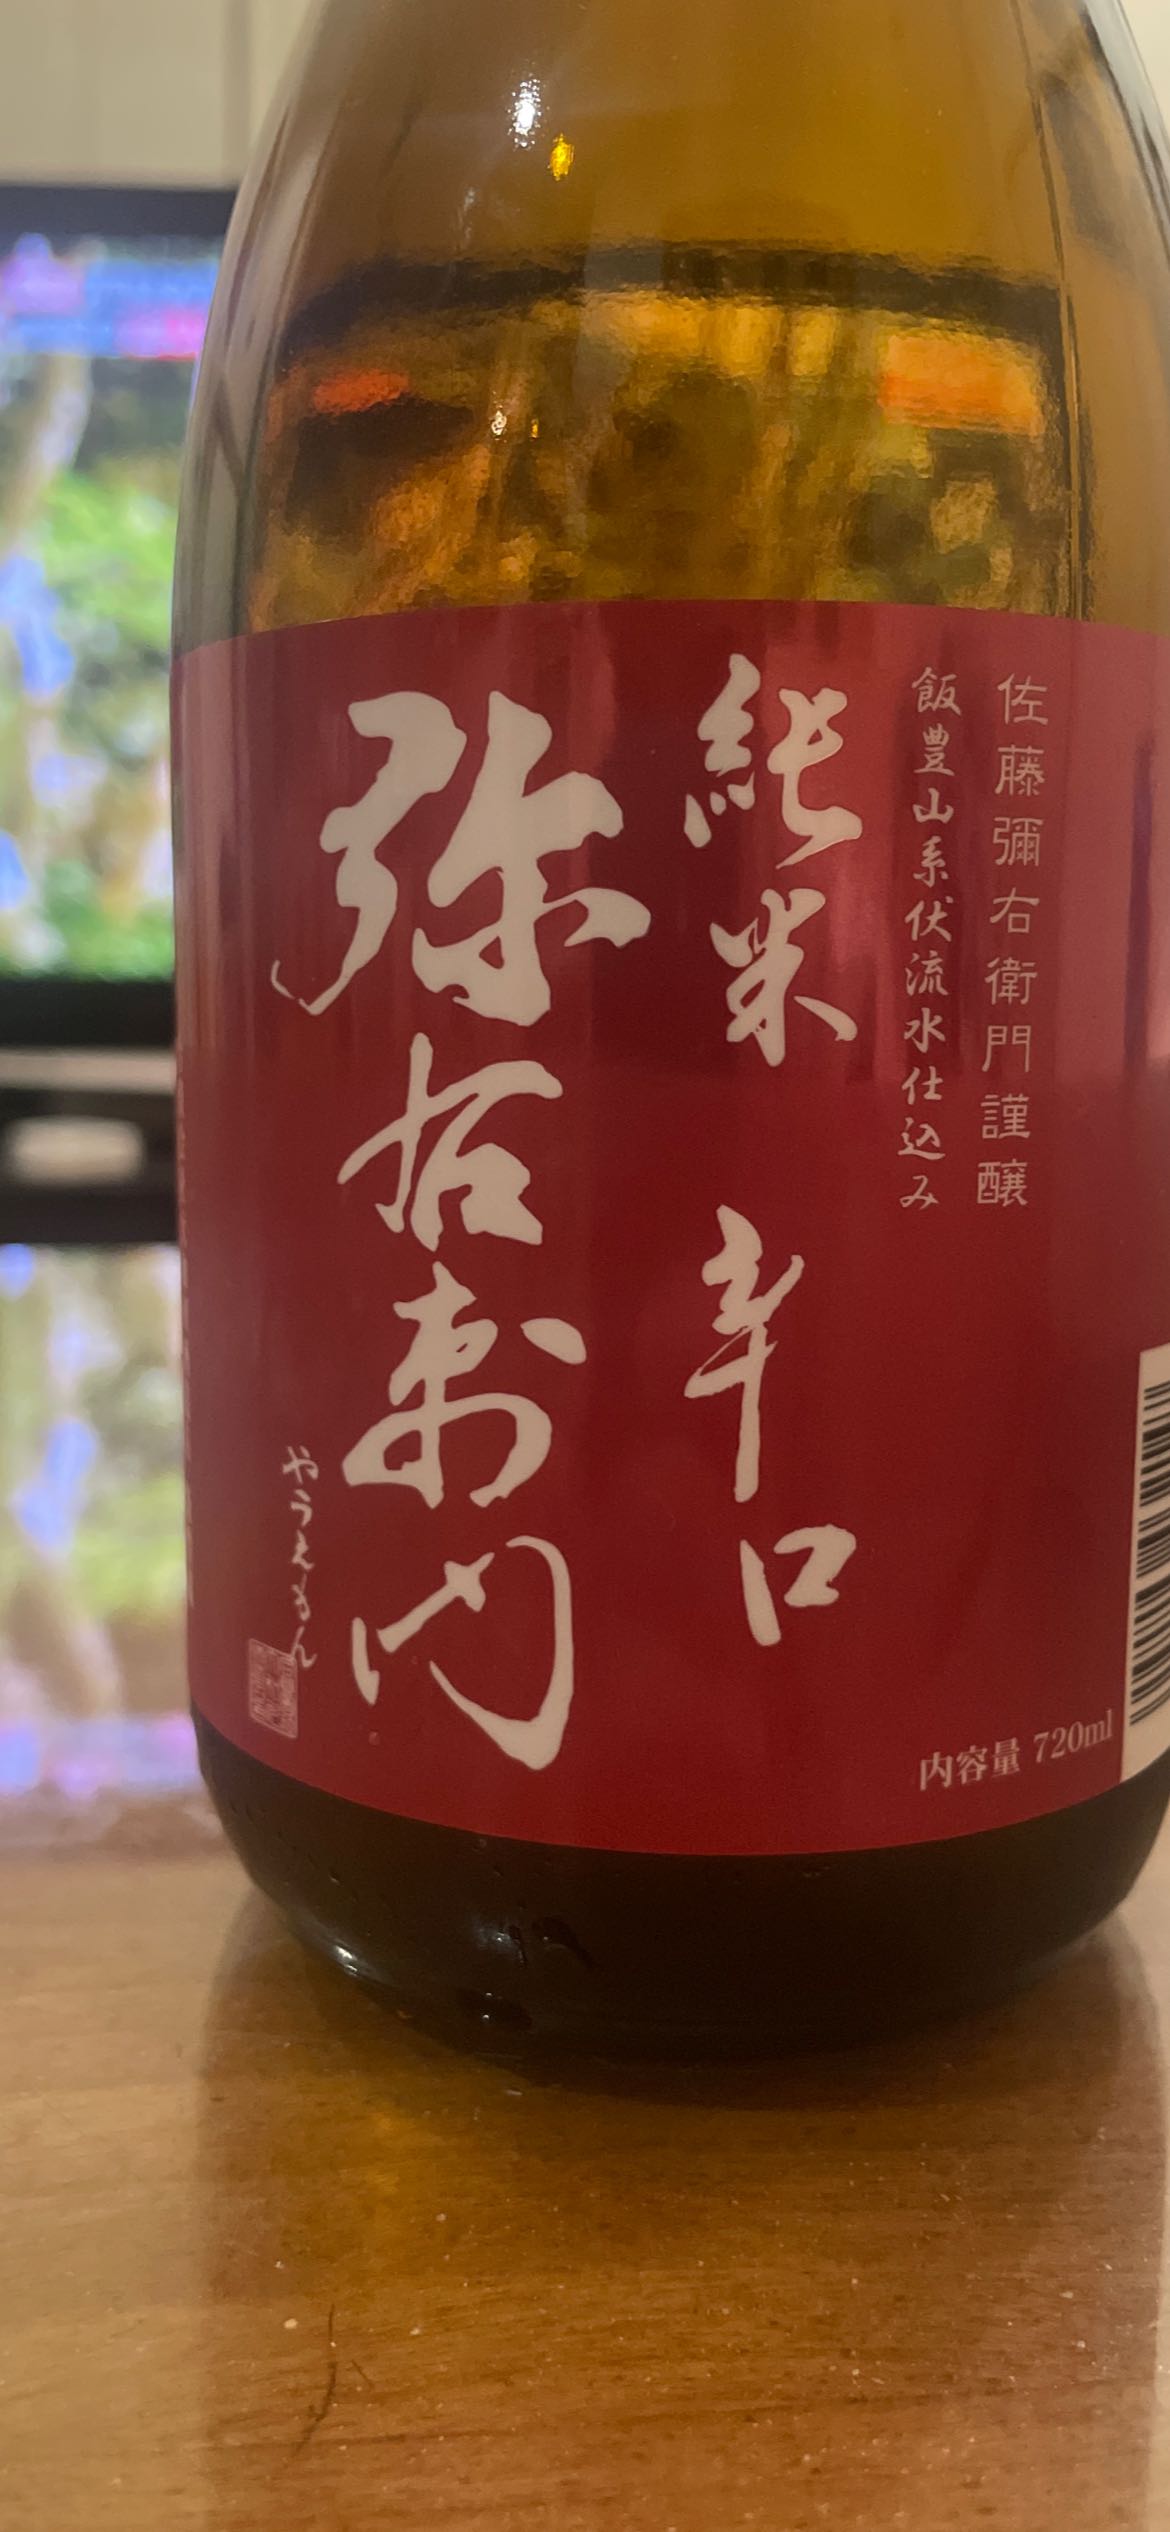 佐藤彌右衛門謹醸
飯豊山系伏流水仕込み
純米 辛口
弥右衛門
やうえもん
内容量 720ml